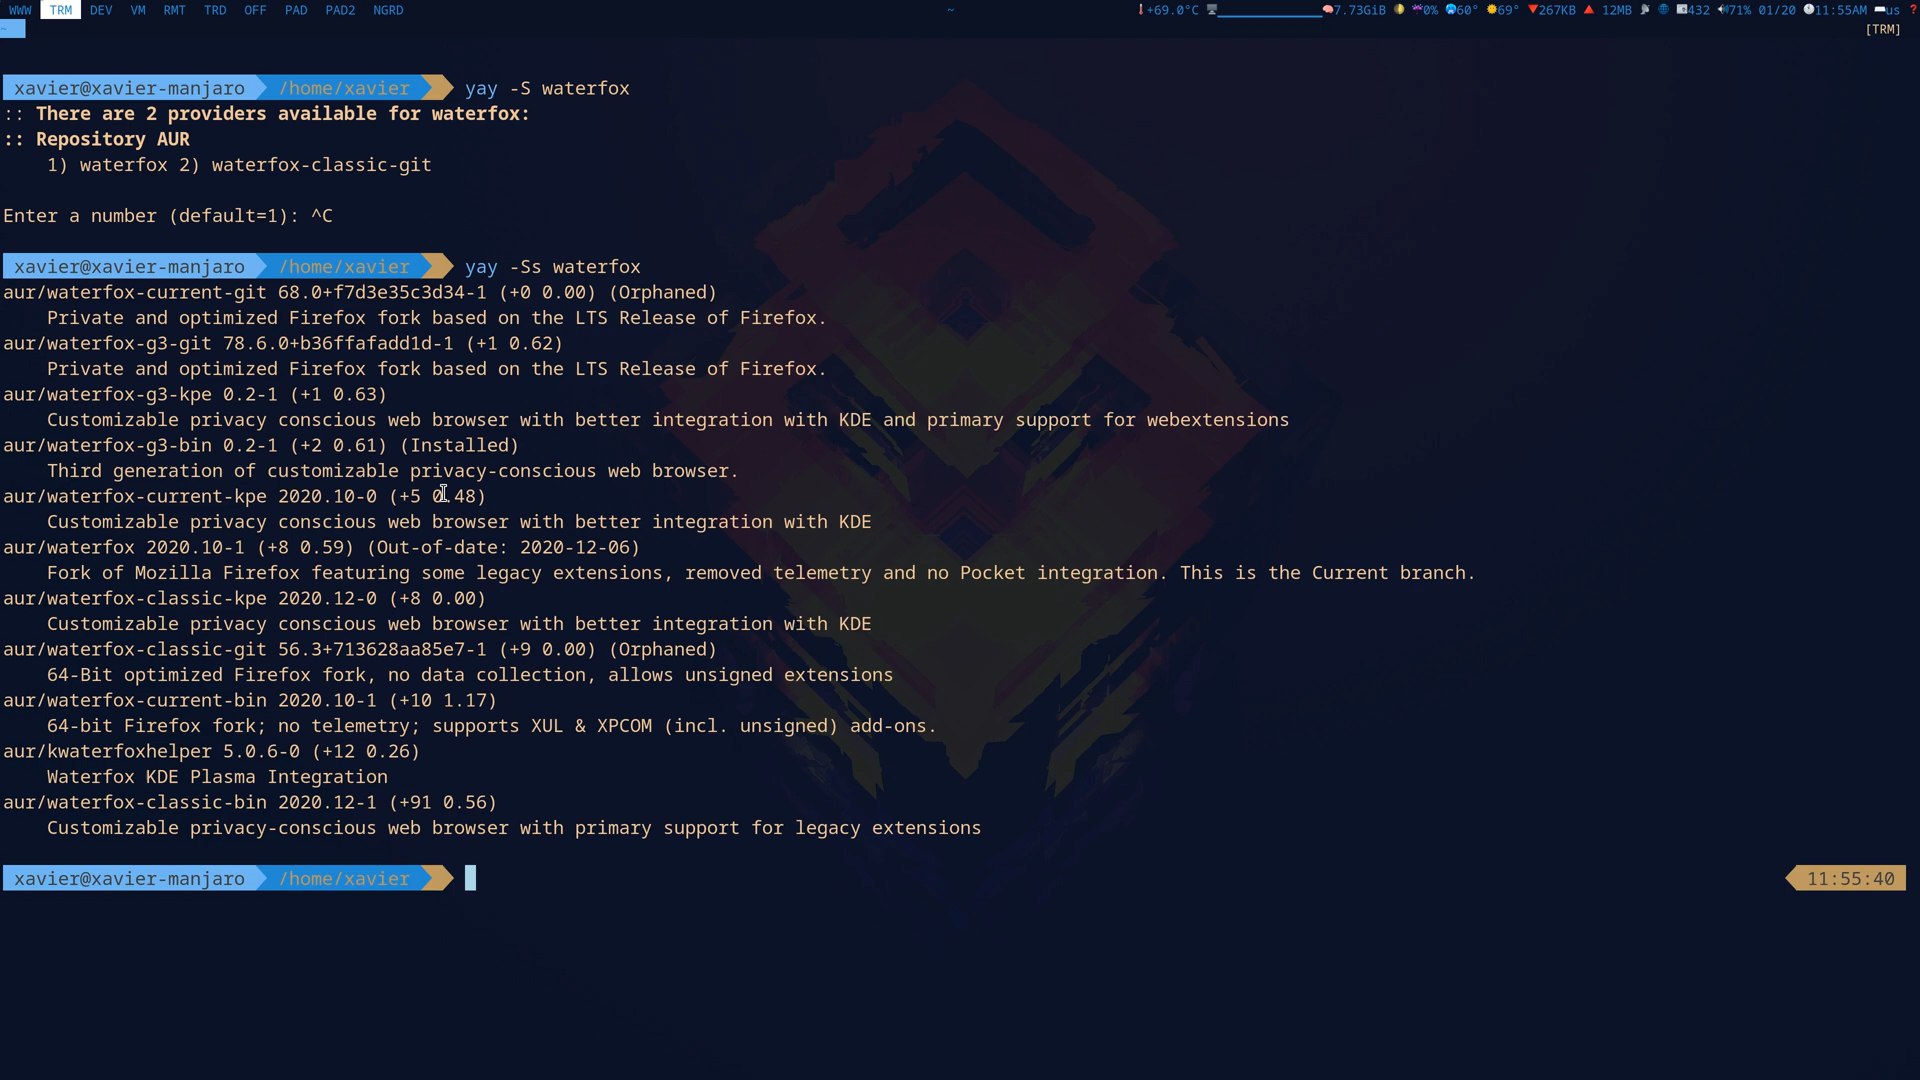 WWW TRM DEV VM RMT TRD OFF PAD PAD2 NGRD ~ +69.0°C 7.73GiB 0% 60° 69° 267KB 12MB 432 71% 01/20 11:55AM us ?
~ [TRM]
xavier@xavier-manjaro /home/xavier yay -S waterfox
:: There are 2 providers available for waterfox:
:: Repository AUR
1) waterfox 2) waterfox-classic-git
Enter a number (default=1): ^C
xavier@xavier-manjaro /home/xavier yay -Ss waterfox
aur/waterfox-current-git 68.0+f7d3e35c3d34-1 (+0 0.00) (Orphaned)
Private and optimized Firefox fork based on the LTS Release of Firefox.
aur/waterfox-g3-git 78.6.0+b36ffafadd1d-1 (+1 0.62)
Private and optimized Firefox fork based on the LTS Release of Firefox.
aur/waterfox-g3-kpe 0.2-1 (+1 0.63)
Customizable privacy conscious web browser with better integration with KDE and primary support for webextensions
aur/waterfox-g3-bin 0.2-1 (+2 0.61) (Installed)
Third generation of customizable privacy-conscious web browser.
aur/waterfox-current-kpe 2020.10-0 (+5 0.48)
Customizable privacy conscious web browser with better integration with KDE
aur/waterfox 2020.10-1 (+8 0.59) (Out-of-date: 2020-12-06)
Fork of Mozilla Firefox featuring some legacy extensions, removed telemetry and no Pocket integration. This is the Current branch.
aur/waterfox-classic-kpe 2020.12-0 (+8 0.00)
Customizable privacy conscious web browser with better integration with KDE
aur/waterfox-classic-git 56.3+713628aa85e7-1 (+9 0.00) (Orphaned)
64-Bit optimized Firefox fork, no data collection, allows unsigned extensions
aur/waterfox-current-bin 2020.10-1 (+10 1.17)
64-bit Firefox fork; no telemetry; supports XUL & XPCOM (incl. unsigned) add-ons.
aur/kwaterfoxhelper 5.0.6-0 (+12 0.26)
Waterfox KDE Plasma Integration
aur/waterfox-classic-bin 2020.12-1 (+91 0.56)
Customizable privacy-conscious web browser with primary support for legacy extensions
xavier@xavier-manjaro /home/xavier 11:55:40